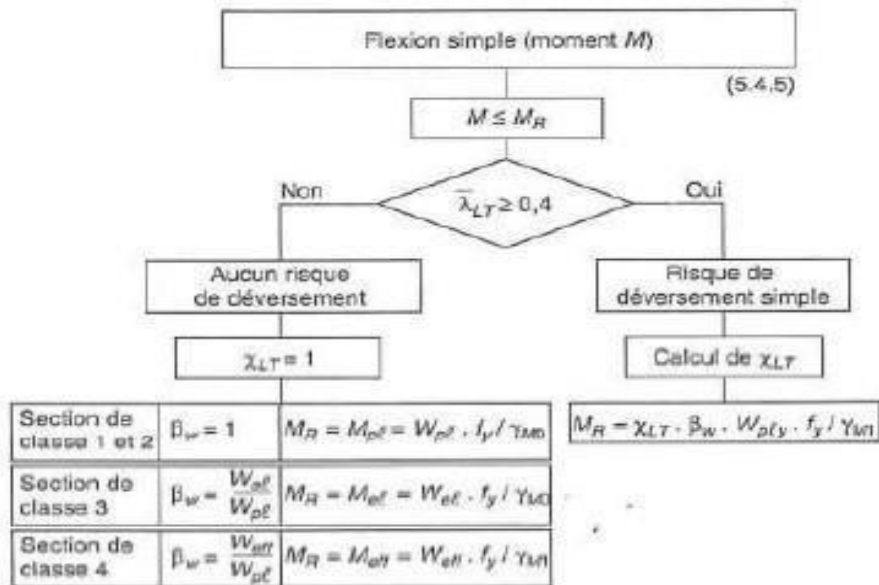 Flexion simple (moment M)
(5.4.5)
M ≤ M_R
Non
λ̄_LT ≥ 0,4
Oui
Aucun risque
de déversement
Risque de
déversement simple
χ_LT = 1
Calcul de χ_LT
Section de
classe 1 et 2
β_w = 1
M_R = M_pℓ = W_pℓ . f_y / γ_M0
M_R = χ_LT . β_w . W_pℓy . f_y / γ_M1
Section de
classe 3
β_w = W_eℓ / W_pℓ
M_R = M_eℓ = W_eℓ . f_y / γ_M0
Section de
classe 4
β_w = W_eff / W_pℓ
M_R = M_eff = W_eff . f_y / γ_M1